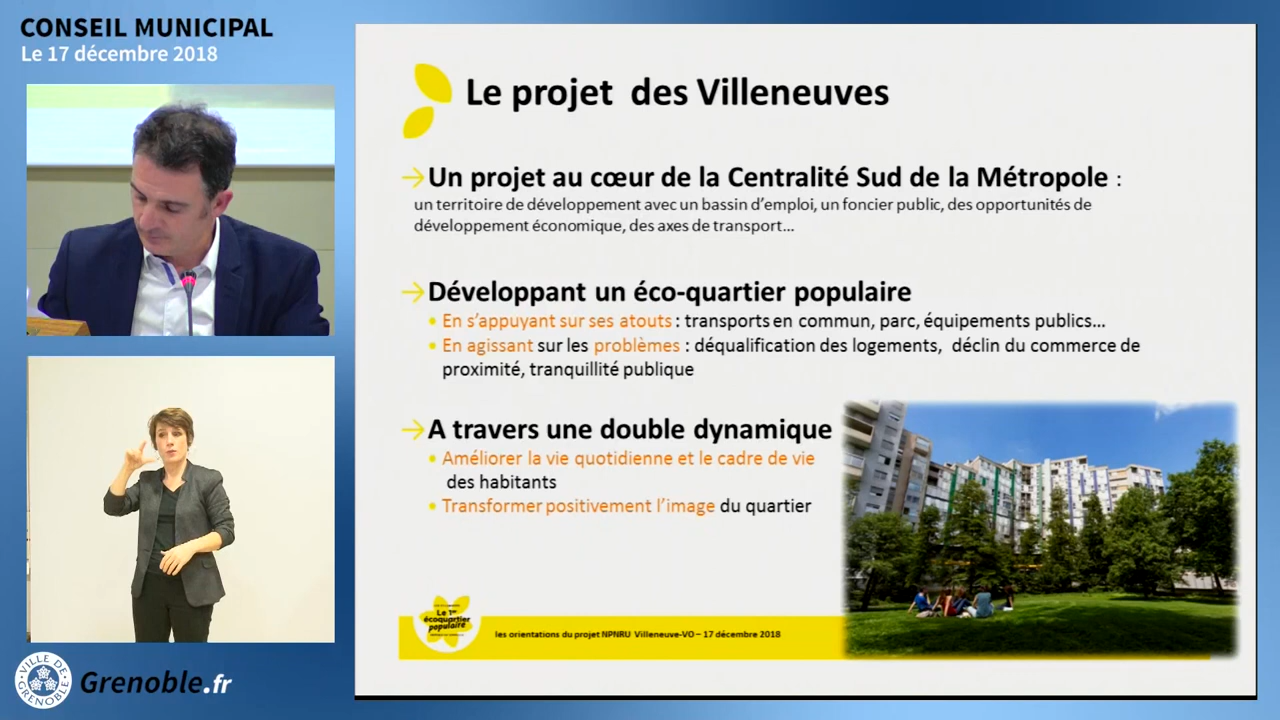 CONSEIL MUNICIPAL
Le 17 décembre 2018
Le projet des Villeneuves
→Un projet au cœur de la Centralité Sud de la Métropole :
un territoire de développement avec un bassin d'emploi, un foncier public, des opportunités de
développement économique, des axes de transport...
→Développant un éco-quartier populaire
• En s'appuyant sur ses atouts : transports en commun, parc, équipements publics...
• En agissant sur les problèmes : déqualification des logements, déclin du commerce de
proximité, tranquillité publique
→A travers une double dynamique
• Améliorer la vie quotidienne et le cadre de vie
des habitants
• Transformer positivement l'image du quartier
Le 1er
écoquartier
populaire
les orientations du projet NPNRU Villeneuve-VO – 17 décembre 2018
VILLE DE
GRENOBLE
Grenoble.fr